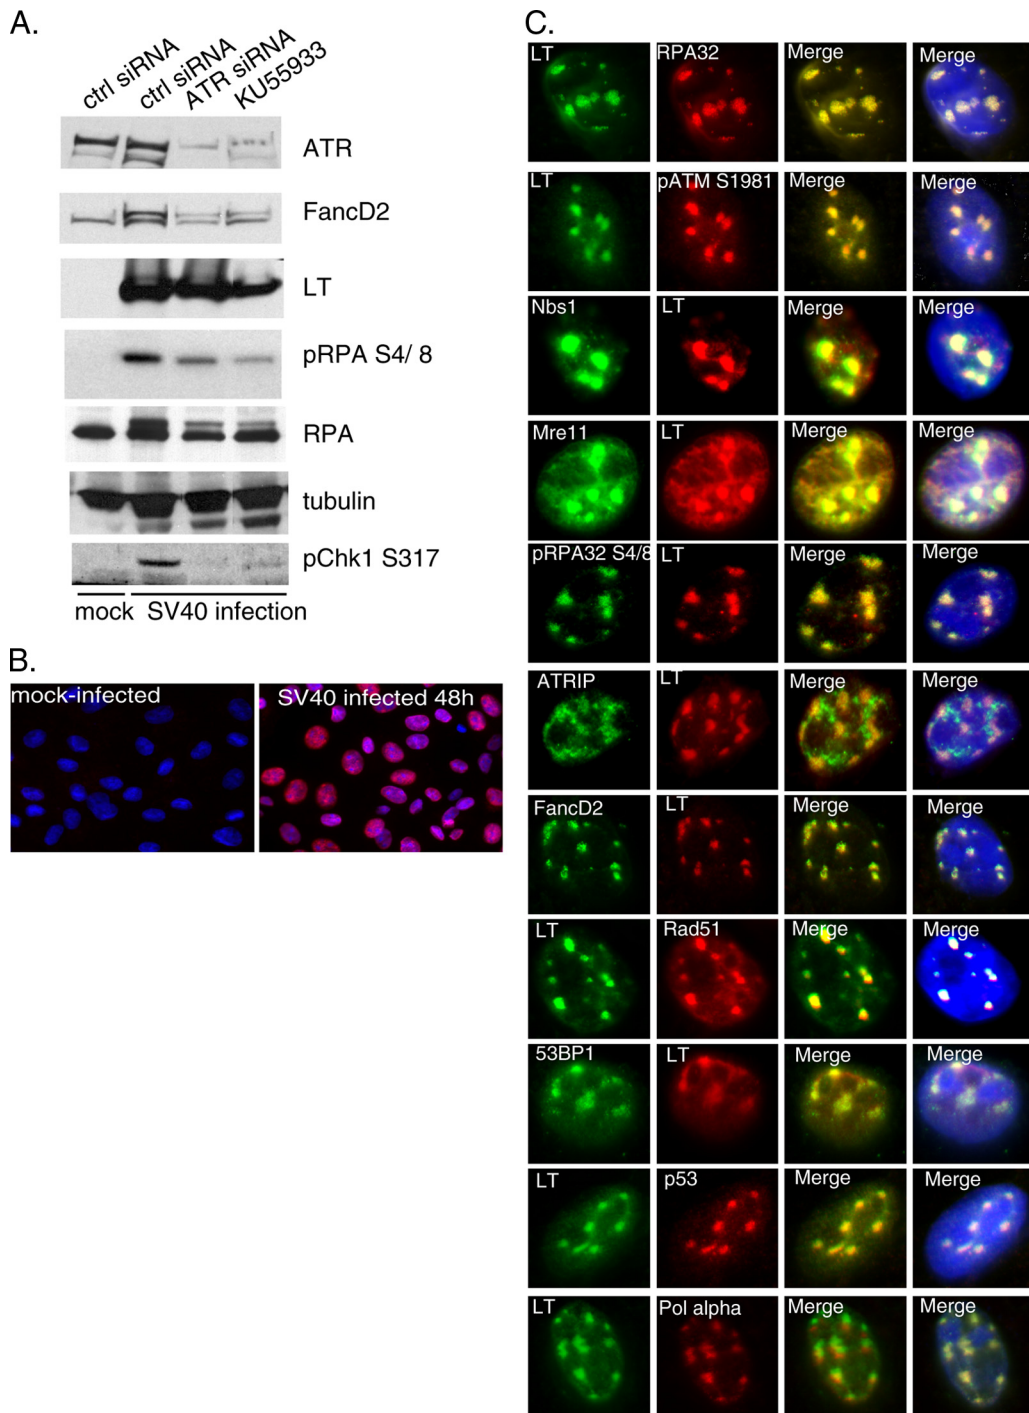 A.
ctrl siRNA
ctrl siRNA
ATR siRNA
KU55933
ATR
FancD2
LT
pRPA S4/ 8
RPA
tubulin
pChk1 S317
mock SV40 infection
B.
mock-infected
SV40 infected 48h
C.
LT RPA32 Merge Merge
LT pATM S1981 Merge Merge
Nbs1 LT Merge Merge
Mre11 LT Merge Merge
pRPA32 S4/8 LT Merge Merge
ATRIP LT Merge Merge
FancD2 LT Merge Merge
LT Rad51 Merge Merge
53BP1 LT Merge Merge
LT p53 Merge Merge
LT Pol alpha Merge Merge